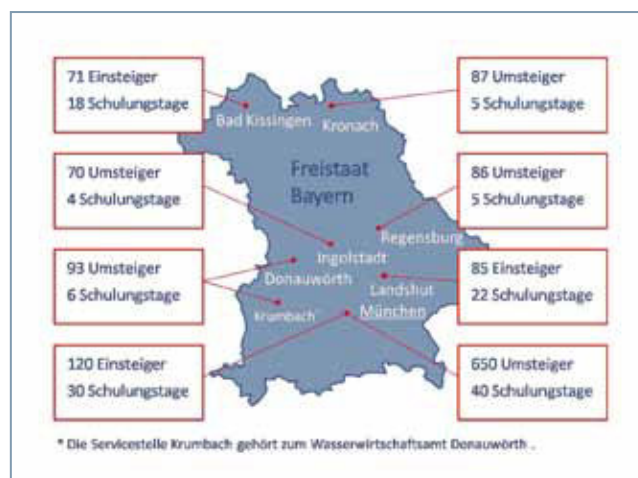 71 Einsteiger
18 Schulungstage
87 Umsteiger
5 Schulungstage
Bad Kissingen
Kronach
70 Umsteiger
4 Schulungstage
Freistaat
Bayern
86 Umsteiger
5 Schulungstage
Regensburg
Ingolstadt
93 Umsteiger
6 Schulungstage
Donauwörth
85 Einsteiger
22 Schulungstage
Landshut
Krumbach
München
120 Einsteiger
30 Schulungstage
650 Umsteiger
40 Schulungstage
* Die Servicestelle Krumbach gehört zum Wasserwirtschaftsamt Donauwörth .